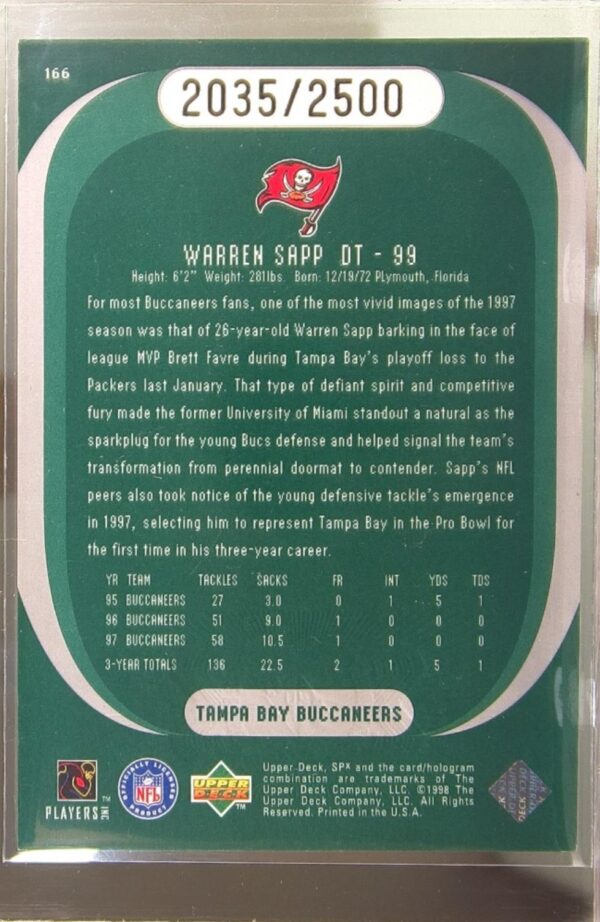 166
2035/2500
WARREN SAPP DT - 99
Height: 6'2" Weight: 281lbs. Born: 12/19/72 Plymouth, Florida
For most Buccaneers fans, one of the most vivid images of the 1997
season was that of 26-year-old Warren Sapp barking in the face of
league MVP Brett Favre during Tampa Bay's playoff loss to the
Packers last January. That type of defiant spirit and competitive
fury made the former University of Miami standout a natural as the
sparkplug for the young Bucs defense and helped signal the team's
transformation from perennial doormat to contender. Sapp's NFL
peers also took notice of the young defensive tackle's emergence
in 1997, selecting him to represent Tampa Bay in the Pro Bowl for
the first time in his three-year career.
YR TEAM TACKLES SACKS FR INT YDS TDS
95 BUCCANEERS 27 3.0 0 1 5 1
96 BUCCANEERS 51 9.0 1 0 0 0
97 BUCCANEERS 58 10.5 1 0 0 0
3-YEAR TOTALS 136 22.5 2 1 5 1
TAMPA BAY BUCCANEERS
PLAYERS INC ™
OFFICIALLY LICENSED PRODUCT
NFL
UPPER DECK ™
Upper Deck, SPx and the card/hologram
combination are trademarks of The
Upper Deck Company, LLC. ©1998 The
Upper Deck Company, LLC. All Rights
Reserved. Printed in the U.S.A.